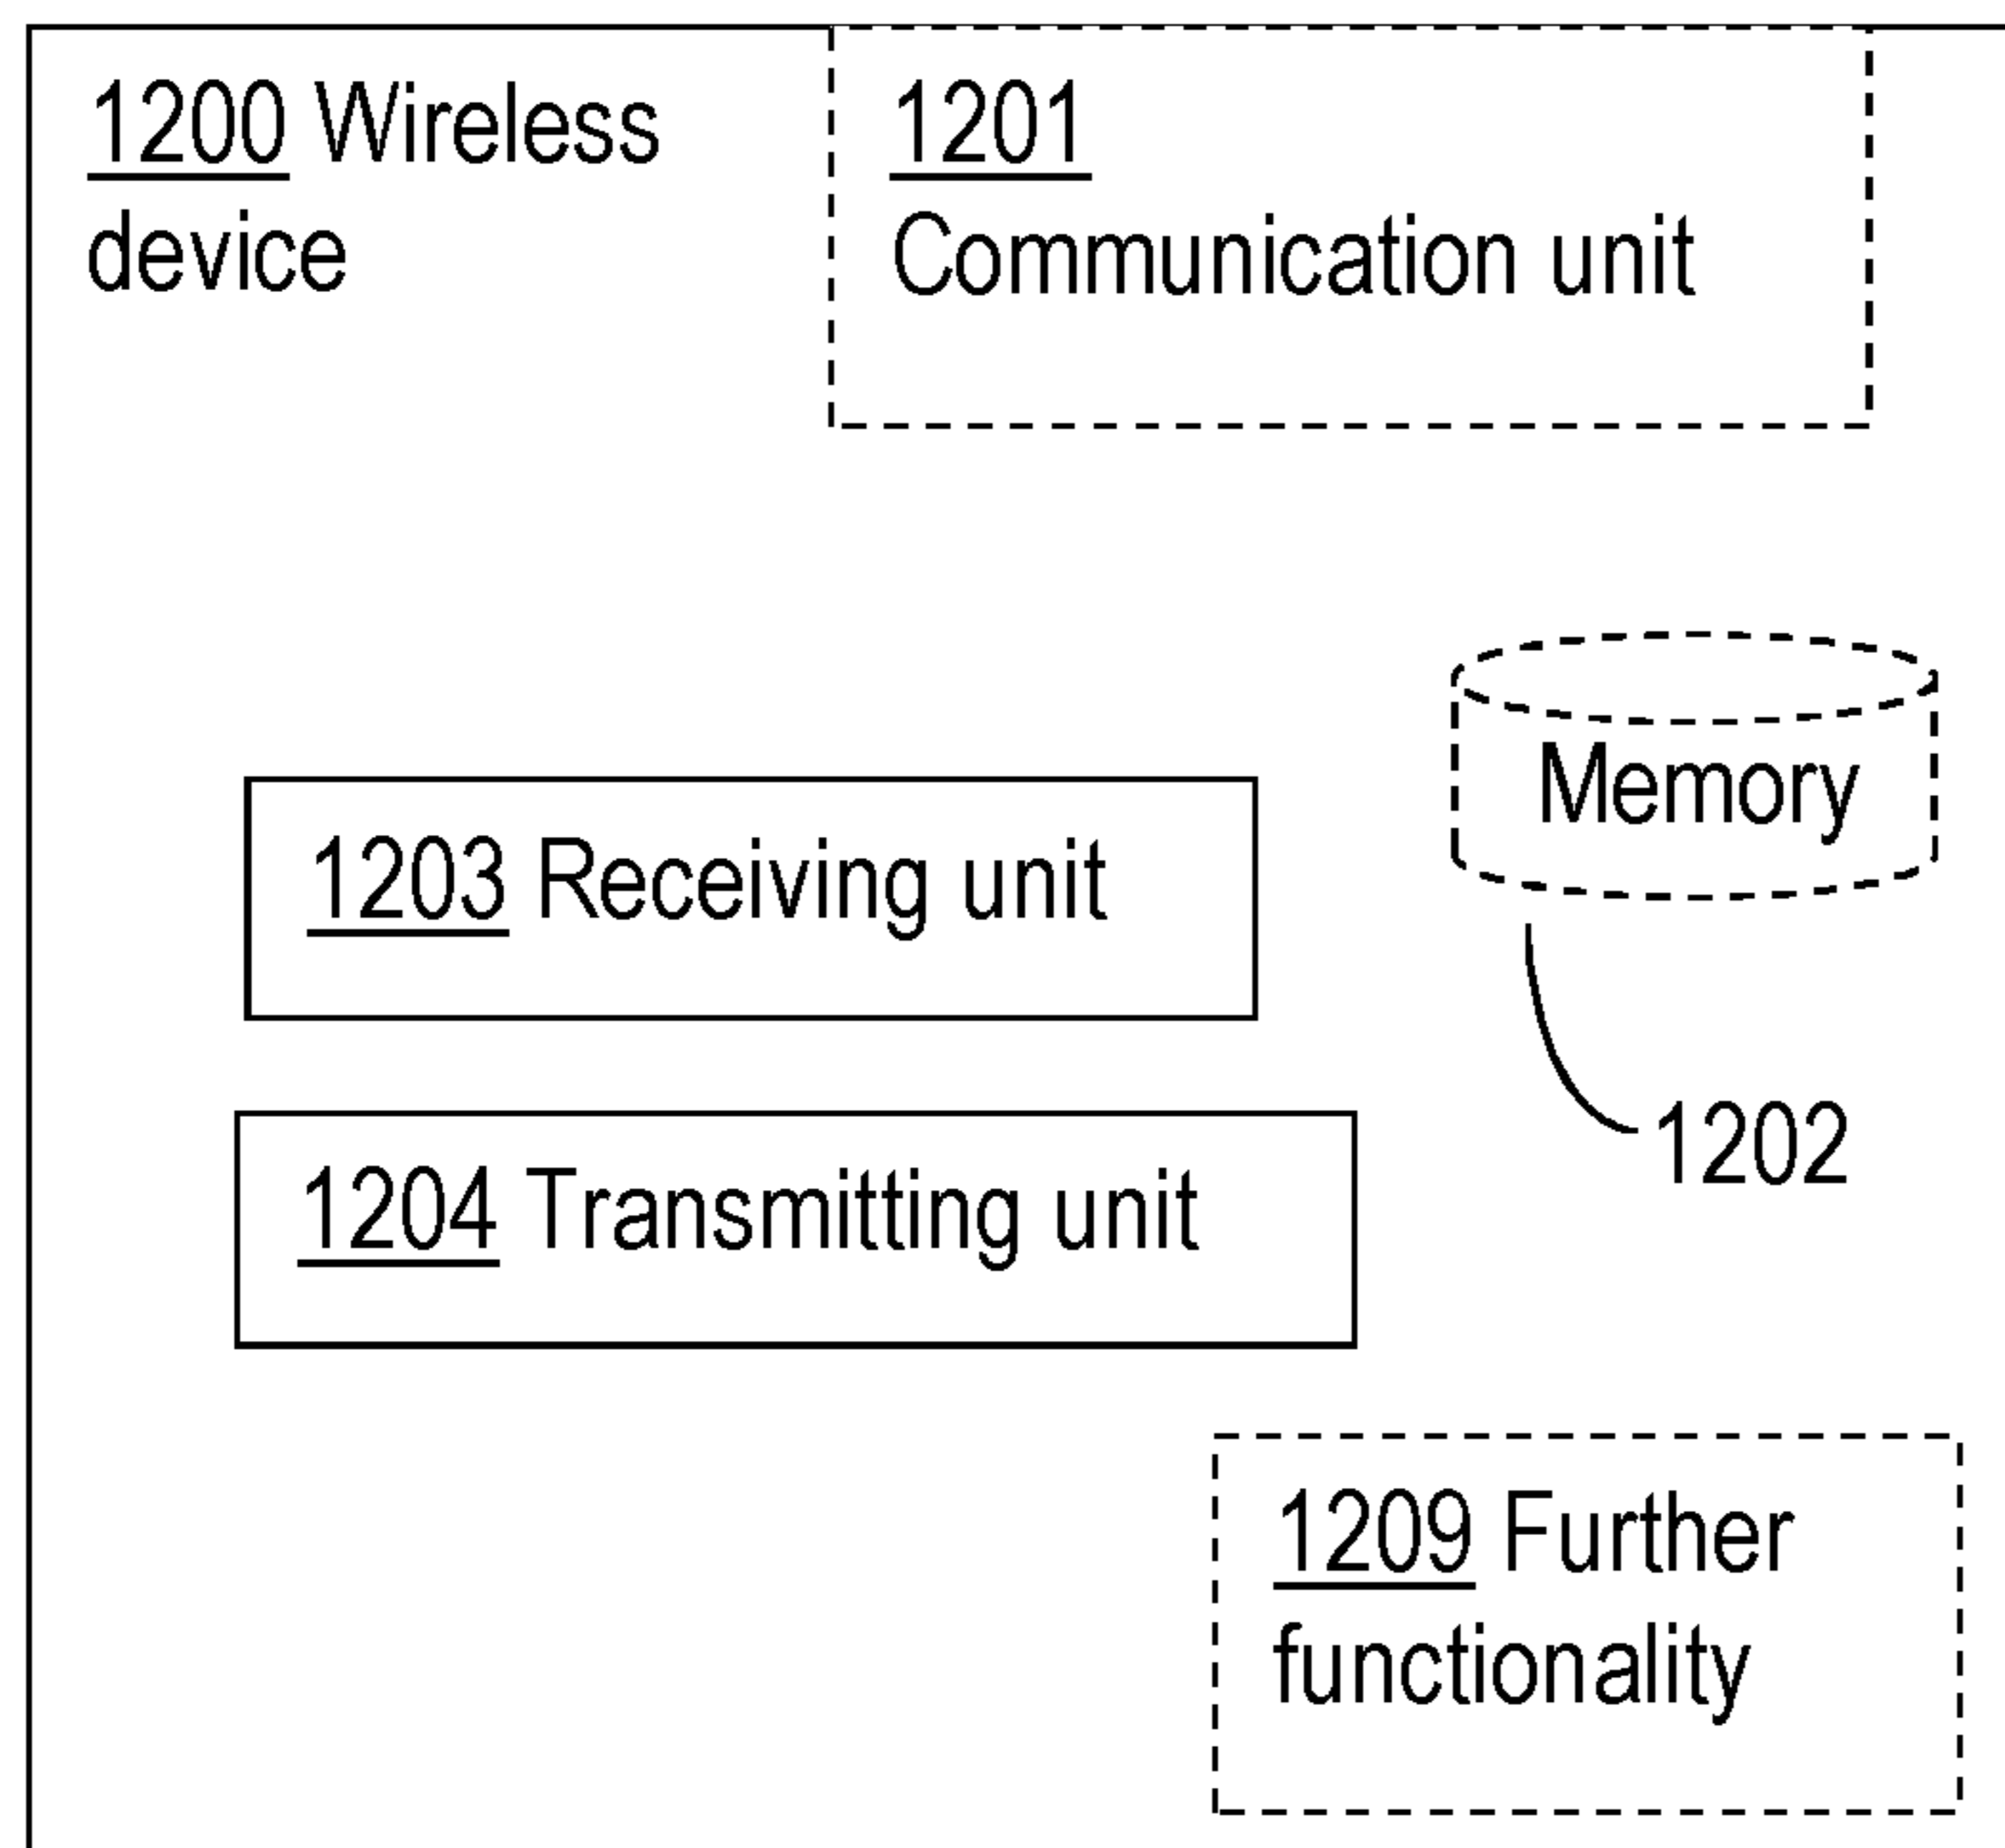 1200 Wireless
device
1201
Communication unit
Memory
1203 Receiving unit
1202
1204 Transmitting unit
1209 Further
functionality